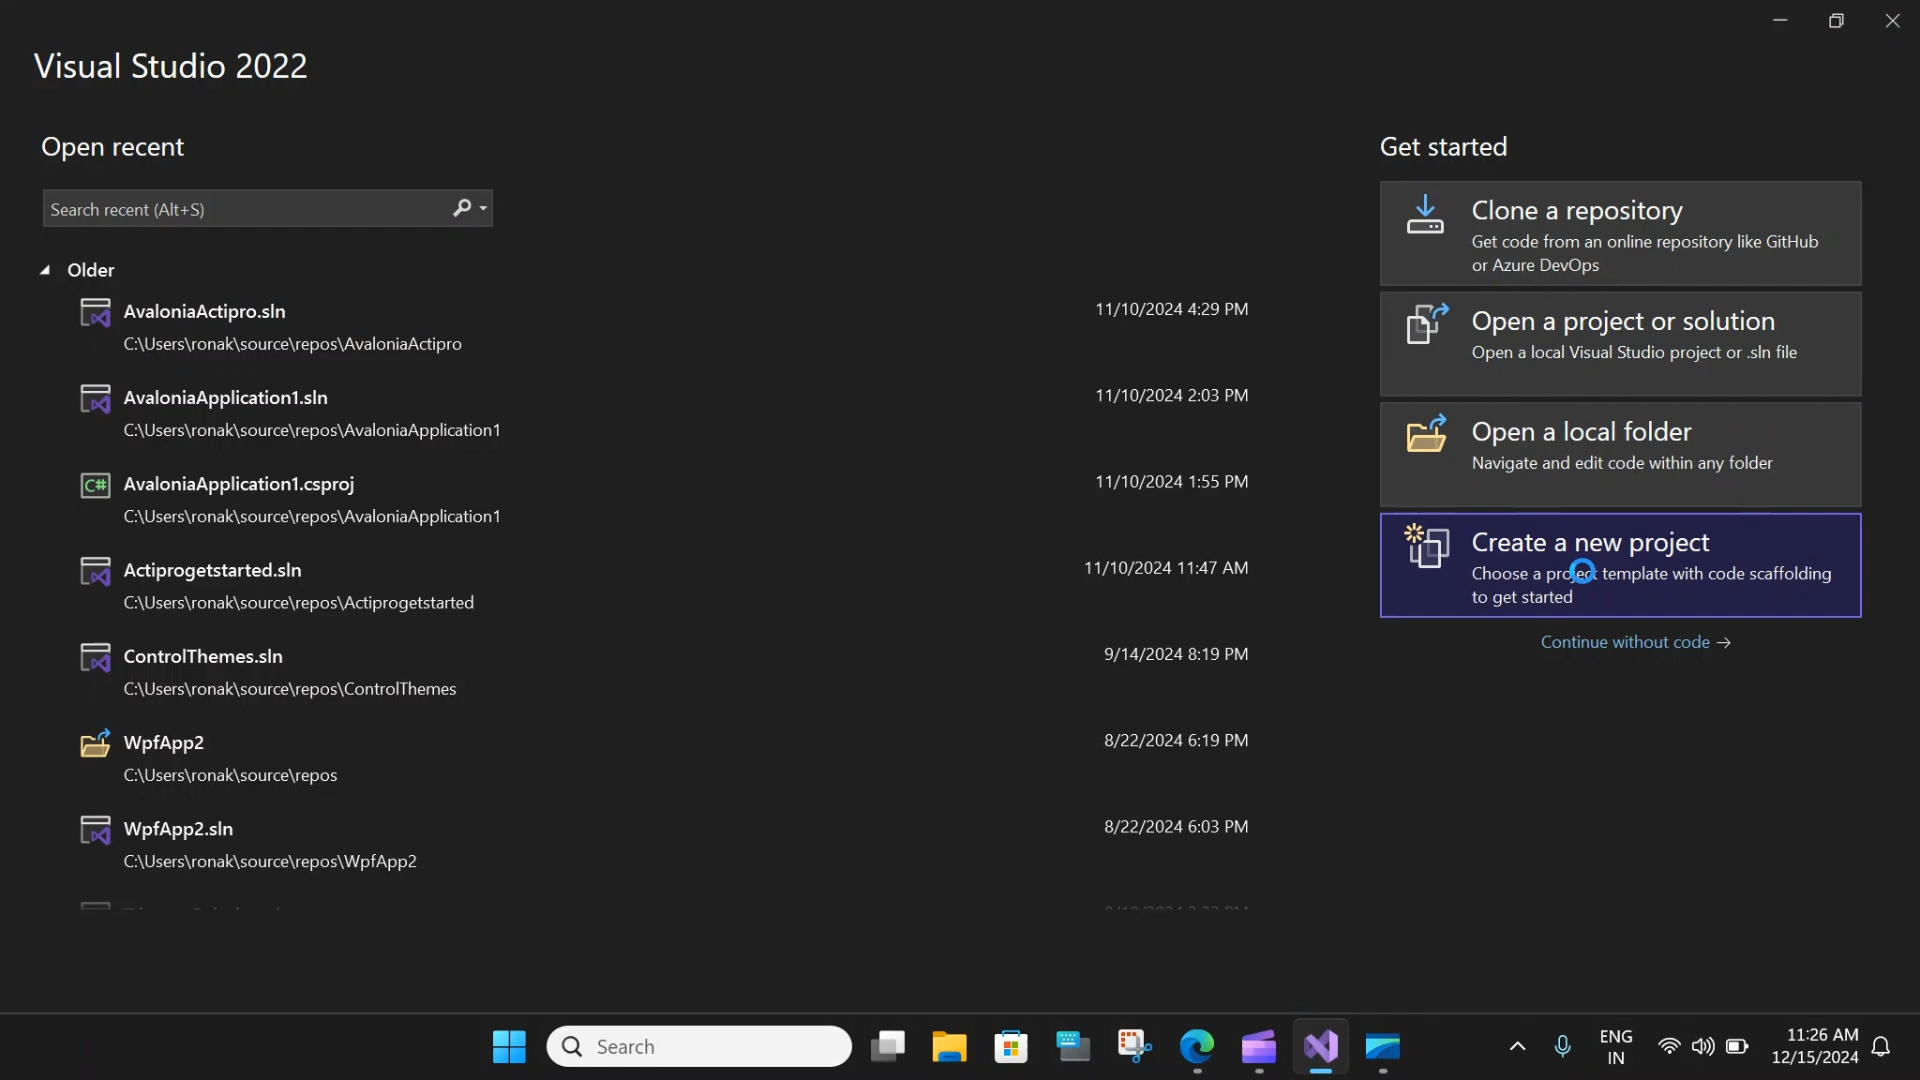 Visual Studio 2022
Open recent
Search recent (Alt+S)
Older
AvaloniaActipro.sln
11/10/2024 4:29 PM
C:\Users\ronak\source\repos\AvaloniaActipro
AvaloniaApplication1.sln
11/10/2024 2:03 PM
C:\Users\ronak\source\repos\AvaloniaApplication1
AvaloniaApplication1.csproj
11/10/2024 1:55 PM
C:\Users\ronak\source\repos\AvaloniaApplication1
Actiprogetstarted.sln
11/10/2024 11:47 AM
C:\Users\ronak\source\repos\Actiprogetstarted
ControlThemes.sln
9/14/2024 8:19 PM
C:\Users\ronak\source\repos\ControlThemes
WpfApp2
8/22/2024 6:19 PM
C:\Users\ronak\source\repos
WpfApp2.sln
8/22/2024 6:03 PM
C:\Users\ronak\source\repos\WpfApp2
Get started
Clone a repository
Get code from an online repository like GitHub
or Azure DevOps
Open a project or solution
Open a local Visual Studio project or .sln file
Open a local folder
Navigate and edit code within any folder
Create a new project
Choose a project template with code scaffolding
to get started
Continue without code →
Search
ENG
IN
11:26 AM
12/15/2024